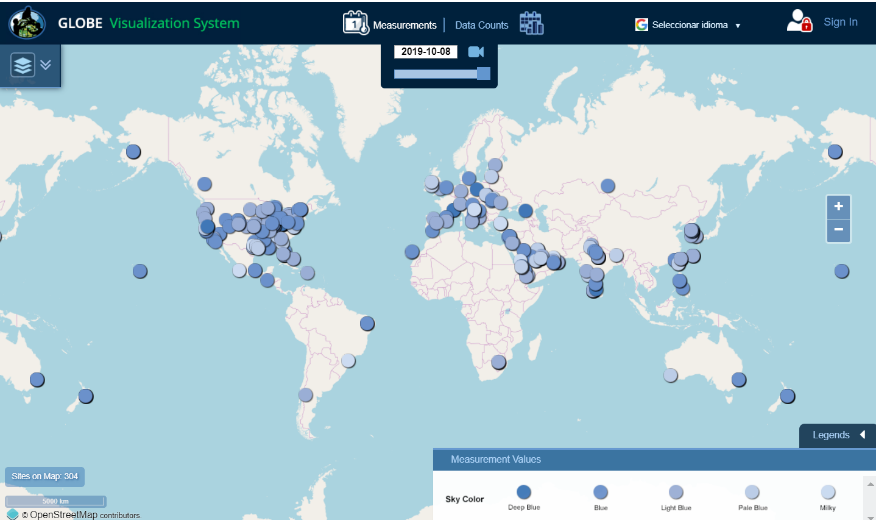 GLOBE Visualization System
1 Measurements | Data Counts
G Seleccionar idioma ▼
Sign In
2019-10-08
+
−
Legends
Measurement Values
Sites on Map: 304
5000 km
Sky Color
Deep Blue Blue Light Blue Pale Blue Milky
© OpenStreetMap contributors.